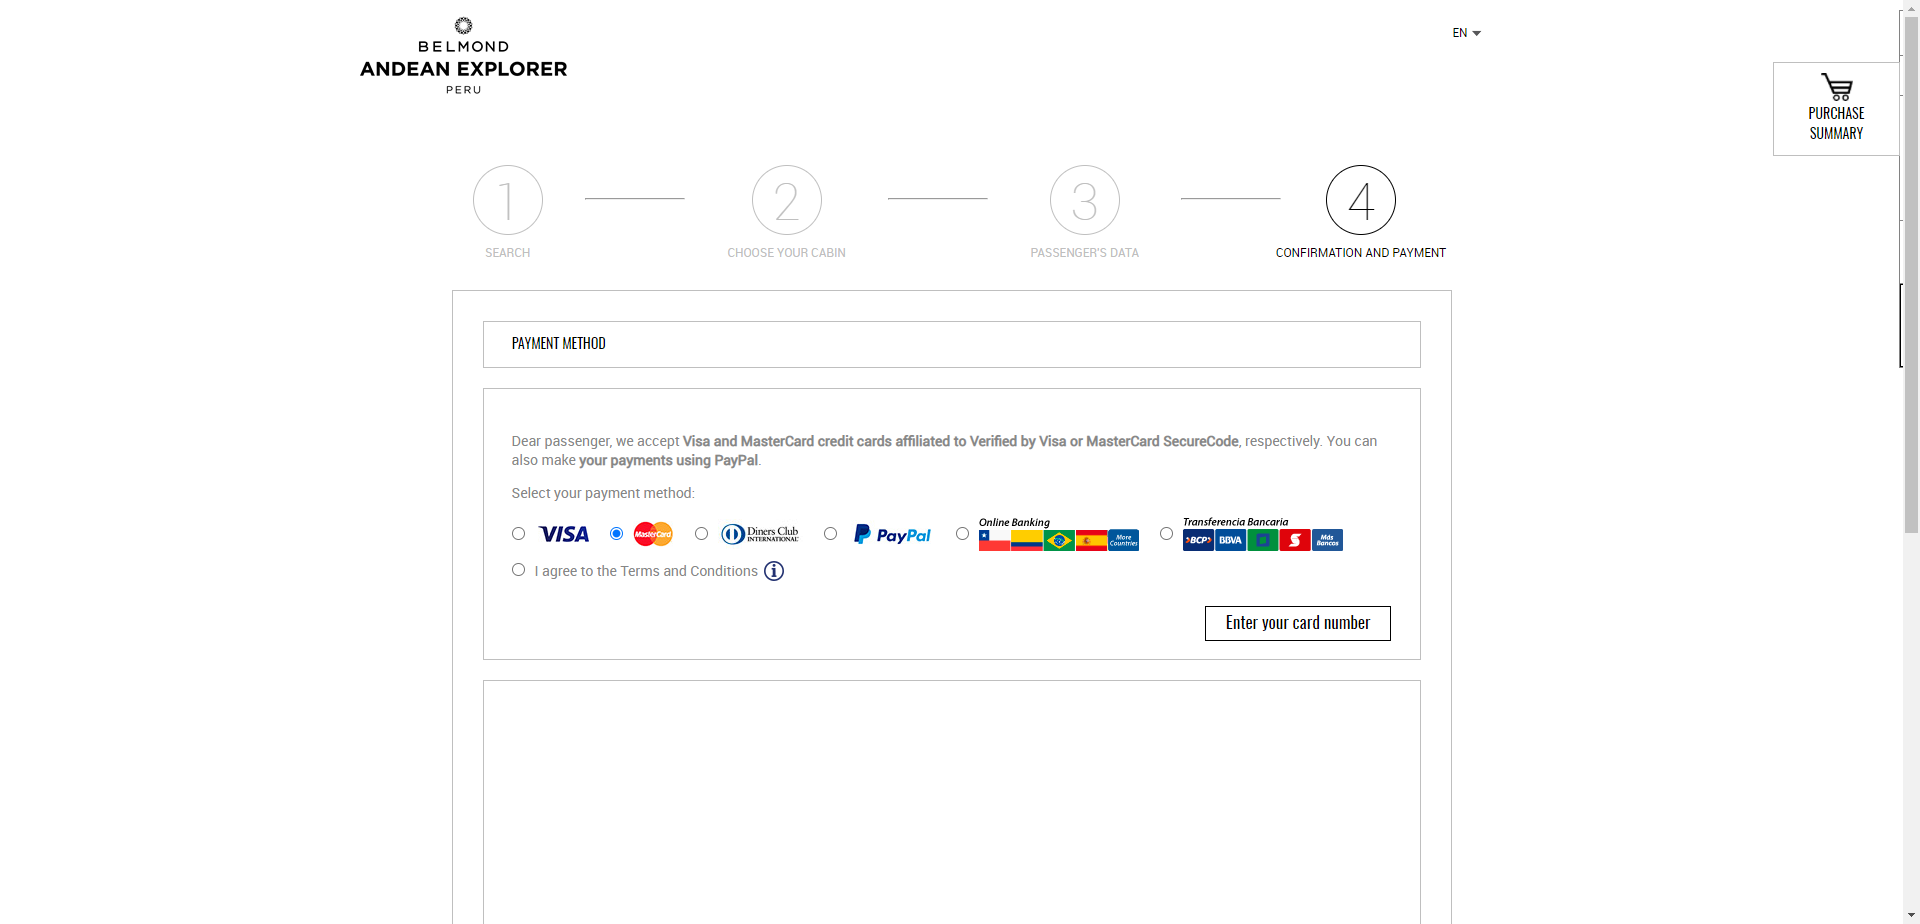 BELMOND
ANDEAN EXPLORER
PERU
EN
PURCHASE
SUMMARY
1
2
3
4
SEARCH
CHOOSE YOUR CABIN
PASSENGER'S DATA
CONFIRMATION AND PAYMENT
PAYMENT METHOD
Dear passenger, we accept Visa and MasterCard credit cards affiliated to Verified by Visa or MasterCard SecureCode, respectively. You can
also make your payments using PayPal.
Select your payment method:
VISA
MasterCard
Diners Club
INTERNATIONAL
PayPal
Online Banking
More
Countries
Transferencia Bancaria
BCP
BBVA
Más
Bancos
I agree to the Terms and Conditions
Enter your card number